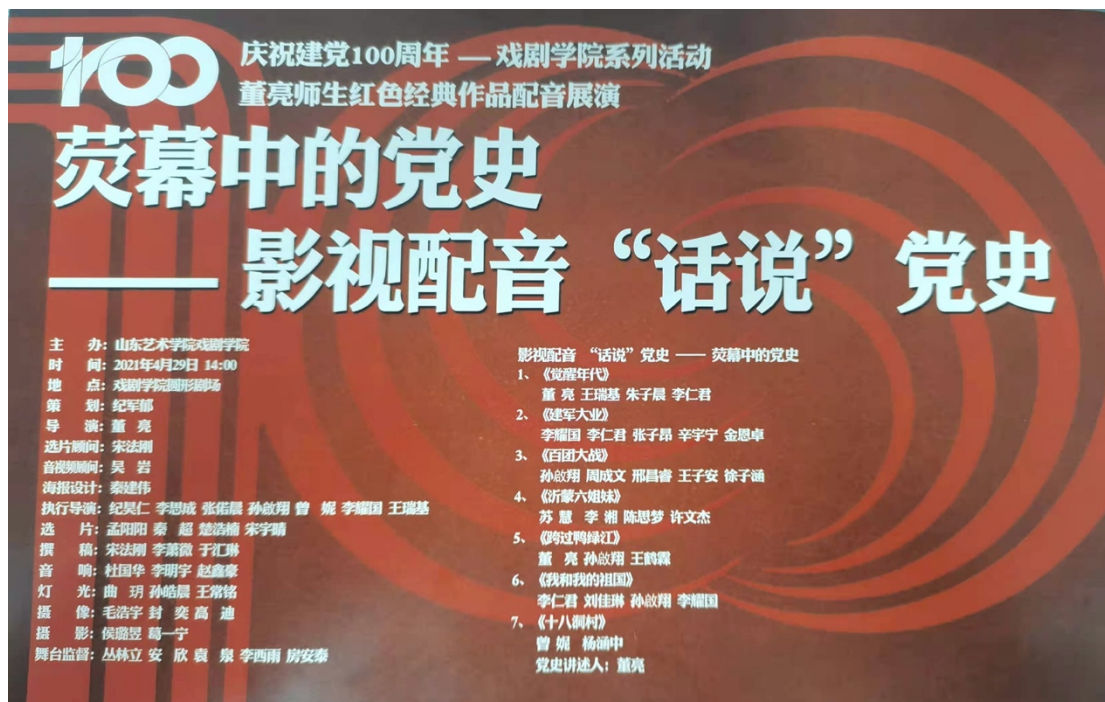 100
庆祝建党100周年 — 戏剧学院系列活动
董亮师生红色经典作品配音展演
荧幕中的党史
—— 影视配音 “话说” 党史
主 办：山东艺术学院戏剧学院
时 间：2021年4月29日 14:00
地 点：戏剧学院圆形剧场
策 划：纪军郁
导 演：董 亮
选片顾问：宋法刚
音视频顾问：吴 岩
海报设计：秦建伟
执行导演：纪昊仁 李思成 张偌晨 孙啟翔 曾 妮 李耀国 王瑞基
选 片：孟阳阳 秦 超 楚浩楠 宋宇晴
撰 稿：宋法刚 李萧微 于汇琳
音 响：杜国华 李明宇 赵鑫豪
灯 光：曲 玥 孙皓晨 王常铭
摄 像：毛浩宇 封 奕 高 迪
摄 影：侯璐昱 葛一宁
舞台监督：丛林立 安 欣 袁 泉 李西雨 房安泰
影视配音 “话说”党史 —— 荧幕中的党史
1、《觉醒年代》
董 亮 王瑞基 朱子晨 李仁君
2、《建军大业》
李耀国 李仁君 张子昂 辛宇宁 金恩卓
3、《百团大战》
孙啟翔 周成文 邢昌睿 王子安 徐子涵
4、《沂蒙六姐妹》
苏 慧 李 湘 陈思梦 许文杰
5、《跨过鸭绿江》
董 亮 孙啟翔 王鹤霖
6、《我和我的祖国》
李仁君 刘佳琳 孙啟翔 李耀国
7、《十八洞村》
曾 妮 杨涵中
党史讲述人：董亮